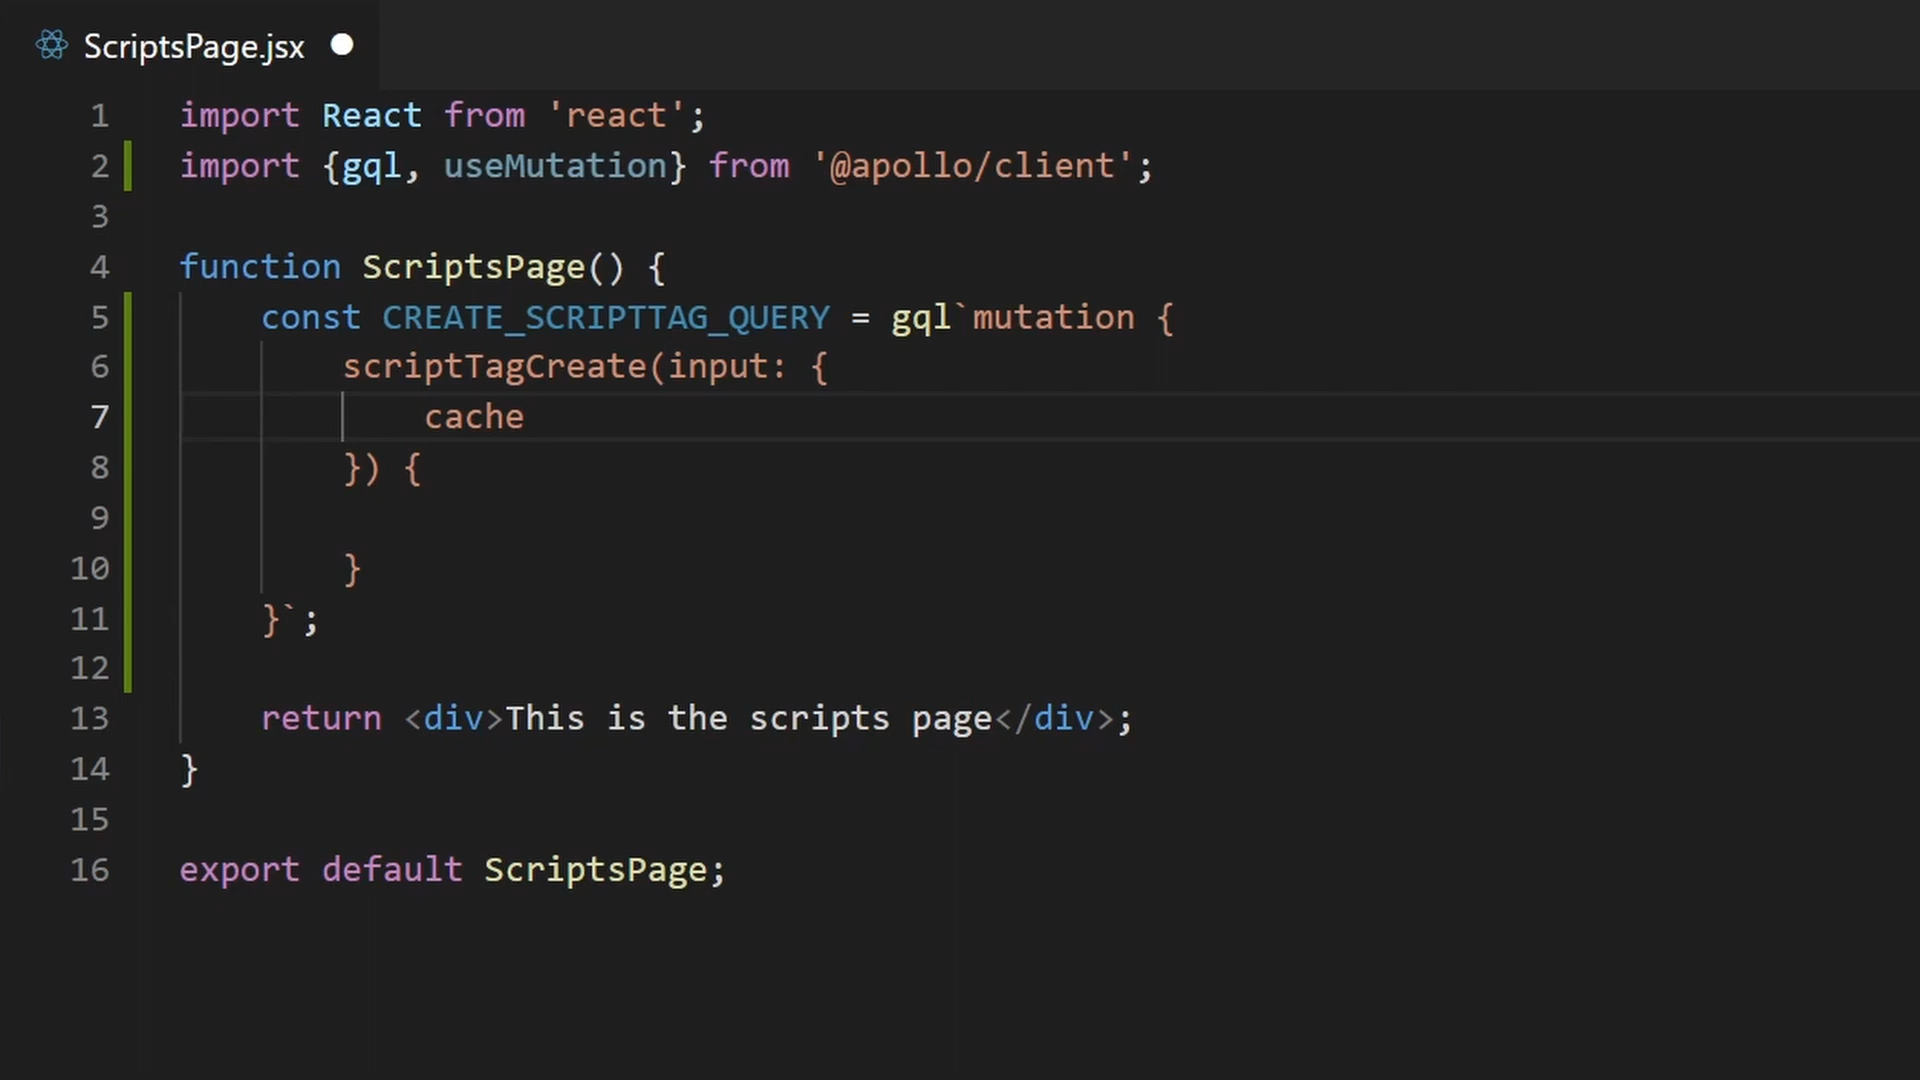 ScriptsPage.jsx
1 import React from 'react';
2 import {gql, useMutation} from '@apollo/client';
3
4 function ScriptsPage() {
5 const CREATE_SCRIPTTAG_QUERY = gql`mutation {
6 scriptTagCreate(input: {
7 cache
8 }) {
9
10 }
11 }`;
12
13 return <div>This is the scripts page</div>;
14 }
15
16 export default ScriptsPage;